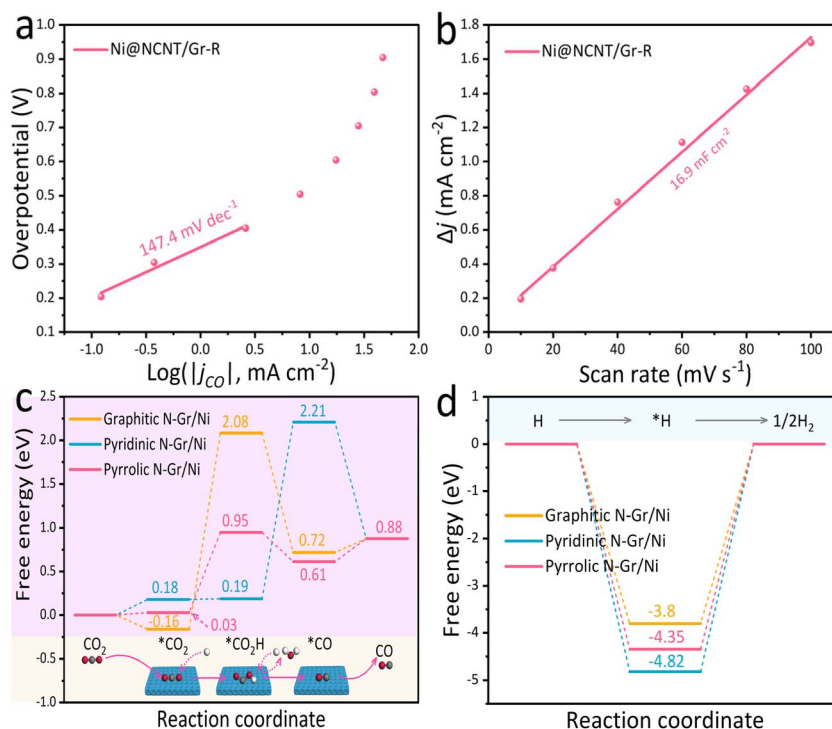 a
Ni@NCNT/Gr-R
147.4 mV dec⁻¹
Overpotential (V)
1.0
0.9
0.8
0.7
0.6
0.5
0.4
0.3
0.2
0.1
-1.0 -0.5 0.0 0.5 1.0 1.5 2.0
Log(|j_CO|, mA cm⁻²)
b
Ni@NCNT/Gr-R
16.9 mF cm⁻²
Δj (mA cm⁻²)
1.8
1.6
1.4
1.2
1.0
0.8
0.6
0.4
0.2
0.0
0 20 40 60 80 100
Scan rate (mV s⁻¹)
c
Free energy (eV)
2.5
2.0
1.5
1.0
0.5
0.0
-0.5
-1.0
Graphitic N-Gr/Ni
Pyridinic N-Gr/Ni
Pyrrolic N-Gr/Ni
2.08
2.21
0.95
0.72
0.88
0.61
0.18
0.19
-0.16
0.03
CO₂
*CO₂
*CO₂H
*CO
CO
Reaction coordinate
d
Free energy (eV)
1
0
-1
-2
-3
-4
-5
H
*H
1/2H₂
Graphitic N-Gr/Ni
Pyridinic N-Gr/Ni
Pyrrolic N-Gr/Ni
-3.8
-4.35
-4.82
Reaction coordinate